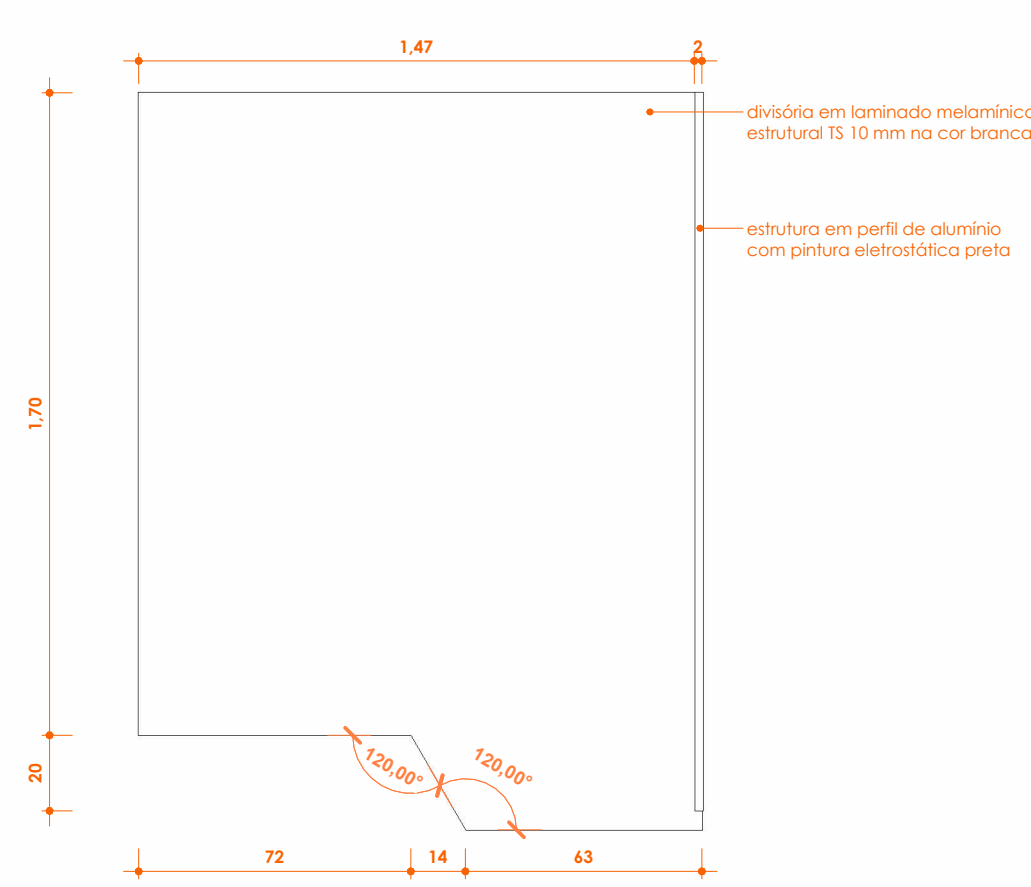 1,47
2
divisória em laminado melamínico
estrutural TS 10 mm na cor branca
estrutura em perfil de alumínio
com pintura eletrostática preta
1,70
20
120,00°
120,00°
72
14
63